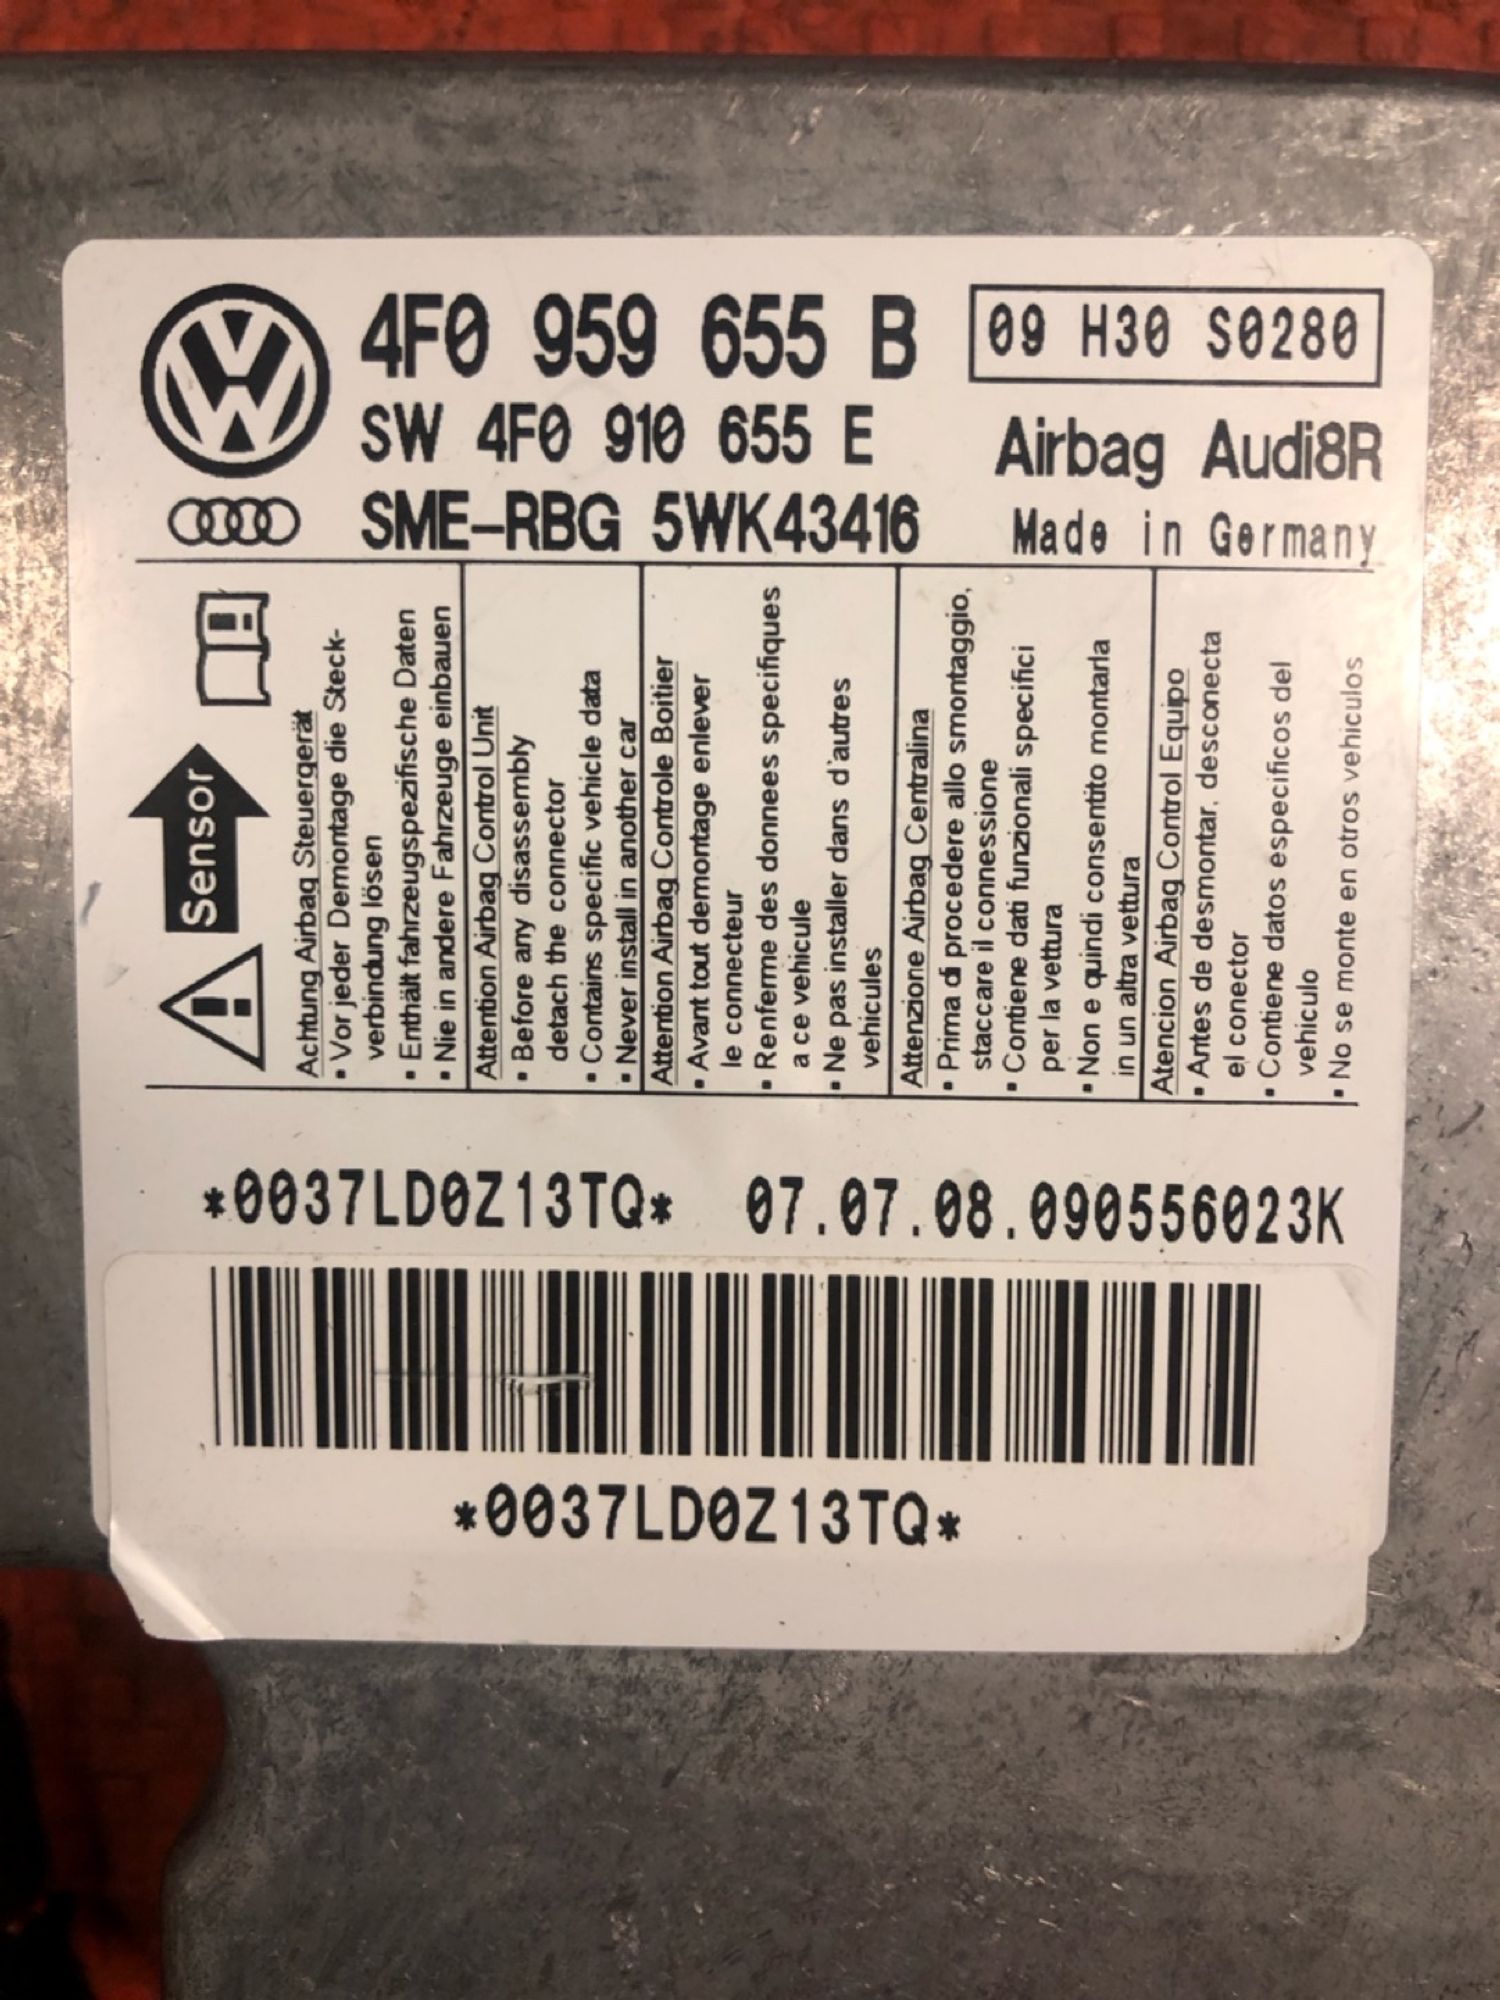 4F0 959 655 B
09 H30 S0280
SW 4F0 910 655 E
Airbag Audi8R
SME-RBG 5WK43416
Made in Germany
Sensor
Achtung Airbag Steuergerät
▪ Vor jeder Demontage die Steck-
verbindung lösen
▪ Enthält fahrzeugspezifische Daten
▪ Nie in andere Fahrzeuge einbauen
Attention Airbag Control Unit
▪ Before any disassembly
detach the connector
▪ Contains specific vehicle data
▪ Never install in another car
Attention Airbag Controle Boitier
▪ Avant tout demontage enlever
le connecteur
▪ Renferme des donnees specifiques
a ce vehicule
▪ Ne pas installer dans d'autres
vehicules
Attenzione Airbag Centralina
▪ Prima di procedere allo smontaggio,
staccare il connessione
▪ Contiene dati funzionali specifici
per la vettura
▪ Non e quindi consentito montarla
in un altra vettura
Atencion Airbag Control Equipo
▪ Antes de desmontar, desconecta
el conector
▪ Contiene datos especificos del
vehiculo
▪ No se monte en otros vehiculos
*0037LD0Z13TQ* 07.07.08.090556023K
*0037LD0Z13TQ*